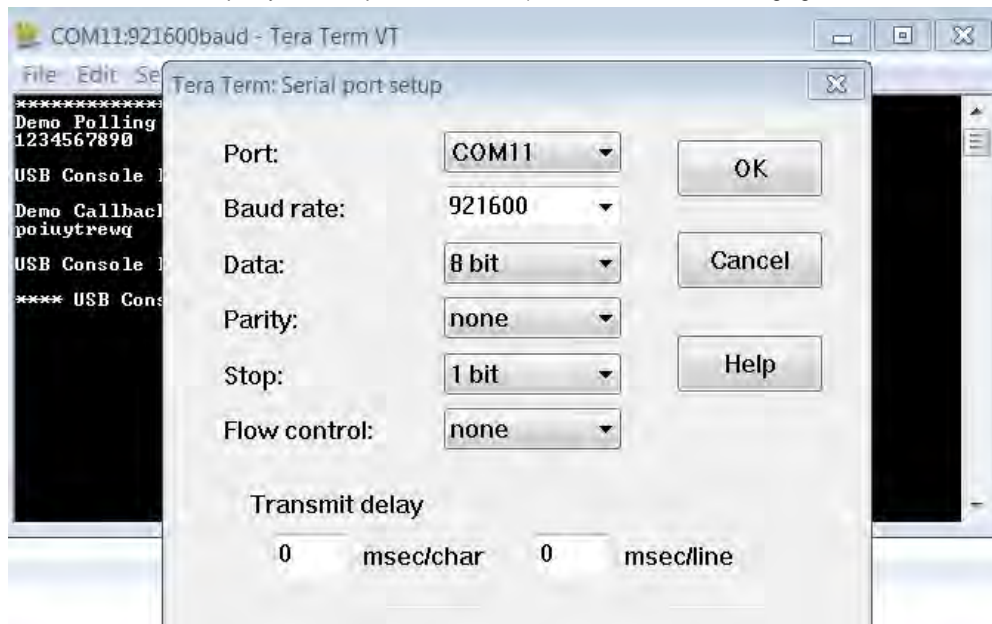 COM11:921600baud - Tera Term VT
File Edit Se
Tera Term: Serial port setup
*************
Demo Polling
1234567890
USB Console
Demo Callbac
poiuytrewq
USB Console
**** USB Cons
Port: COM11
OK
Baud rate: 921600
Data: 8 bit
Cancel
Parity: none
Stop: 1 bit
Help
Flow control: none
Transmit delay
0 msec/char 0 msec/line